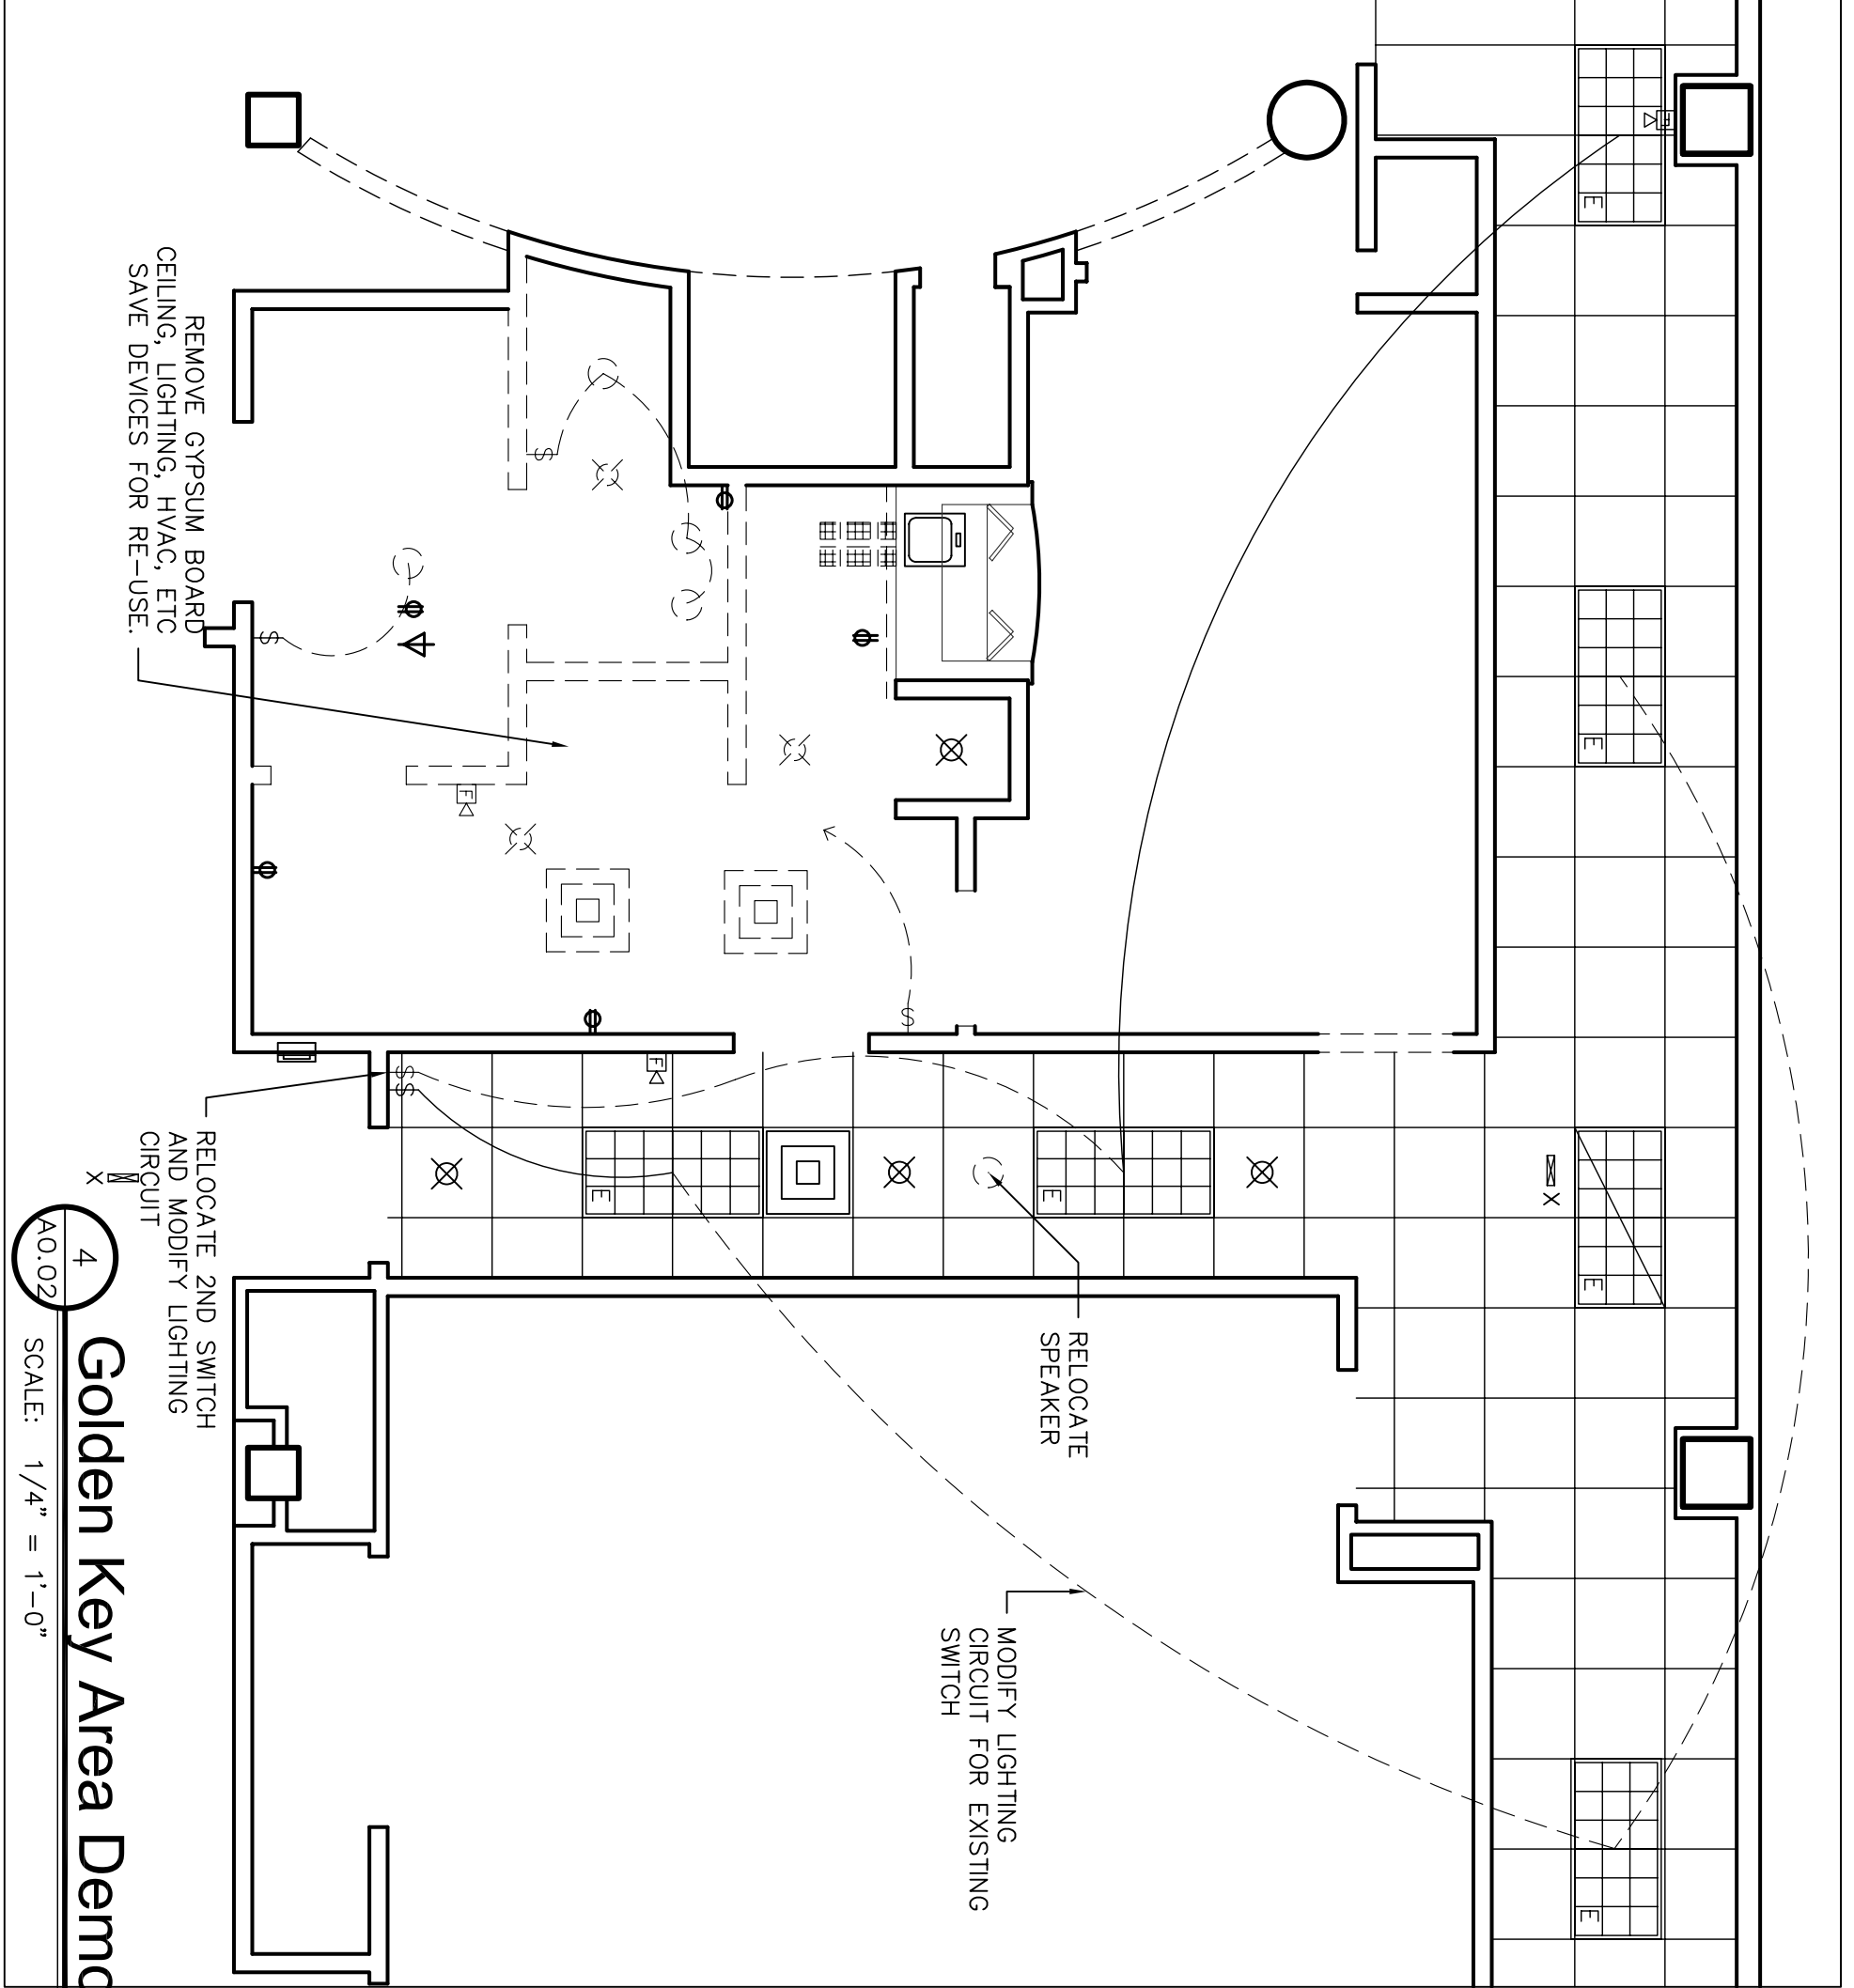 REMOVE GYPSUM BOARD
CEILING, LIGHTING, HVAC, ETC
SAVE DEVICES FOR RE-USE.
RELOCATE 2ND SWITCH
AND MODIFY LIGHTING
CIRCUIT
RELOCATE
SPEAKER
MODIFY LIGHTING
CIRCUIT FOR EXISTING
SWITCH
F
E
E
E
E
E
E
F
F
S
S
S
SS
X
X
4
A0.02
Golden Key Area Demo
SCALE: 1/4" = 1'-0"